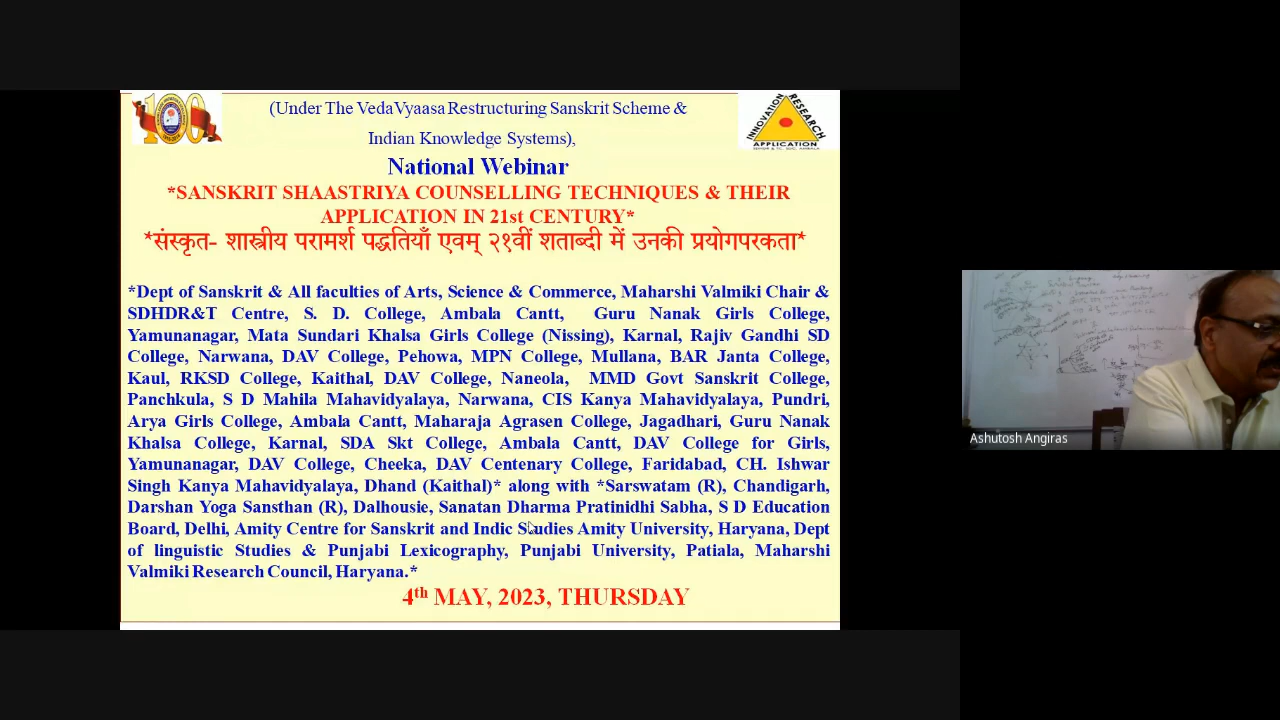 100
(Under The VedaVyaasa Restructuring Sanskrit Scheme &
Indian Knowledge Systems),
INNOVATION
RESEARCH
APPLICATION
National Webinar
*SANSKRIT SHAASTRIYA COUNSELLING TECHNIQUES & THEIR
APPLICATION IN 21st CENTURY*
*संस्कृत- शास्त्रीय परामर्श पद्धतियाँ एवम् २१वीं शताब्दी में उनकी प्रयोगपरकता*
*Dept of Sanskrit & All faculties of Arts, Science & Commerce, Maharshi Valmiki Chair &
SDHDR&T Centre, S. D. College, Ambala Cantt, Guru Nanak Girls College,
Yamunanagar, Mata Sundari Khalsa Girls College (Nissing), Karnal, Rajiv Gandhi SD
College, Narwana, DAV College, Pehowa, MPN College, Mullana, BAR Janta College,
Kaul, RKSD College, Kaithal, DAV College, Naneola, MMD Govt Sanskrit College,
Panchkula, S D Mahila Mahavidyalaya, Narwana, CIS Kanya Mahavidyalaya, Pundri,
Arya Girls College, Ambala Cantt, Maharaja Agrasen College, Jagadhari, Guru Nanak
Khalsa College, Karnal, SDA Skt College, Ambala Cantt, DAV College for Girls,
Yamunanagar, DAV College, Cheeka, DAV Centenary College, Faridabad, CH. Ishwar
Singh Kanya Mahavidyalaya, Dhand (Kaithal)* along with *Sarswatam (R), Chandigarh,
Darshan Yoga Sansthan (R), Dalhousie, Sanatan Dharma Pratinidhi Sabha, S D Education
Board, Delhi, Amity Centre for Sanskrit and Indic Studies Amity University, Haryana, Dept
of linguistic Studies & Punjabi Lexicography, Punjabi University, Patiala, Maharshi
Valmiki Research Council, Haryana.*
4th MAY, 2023, THURSDAY
Ashutosh Angiras